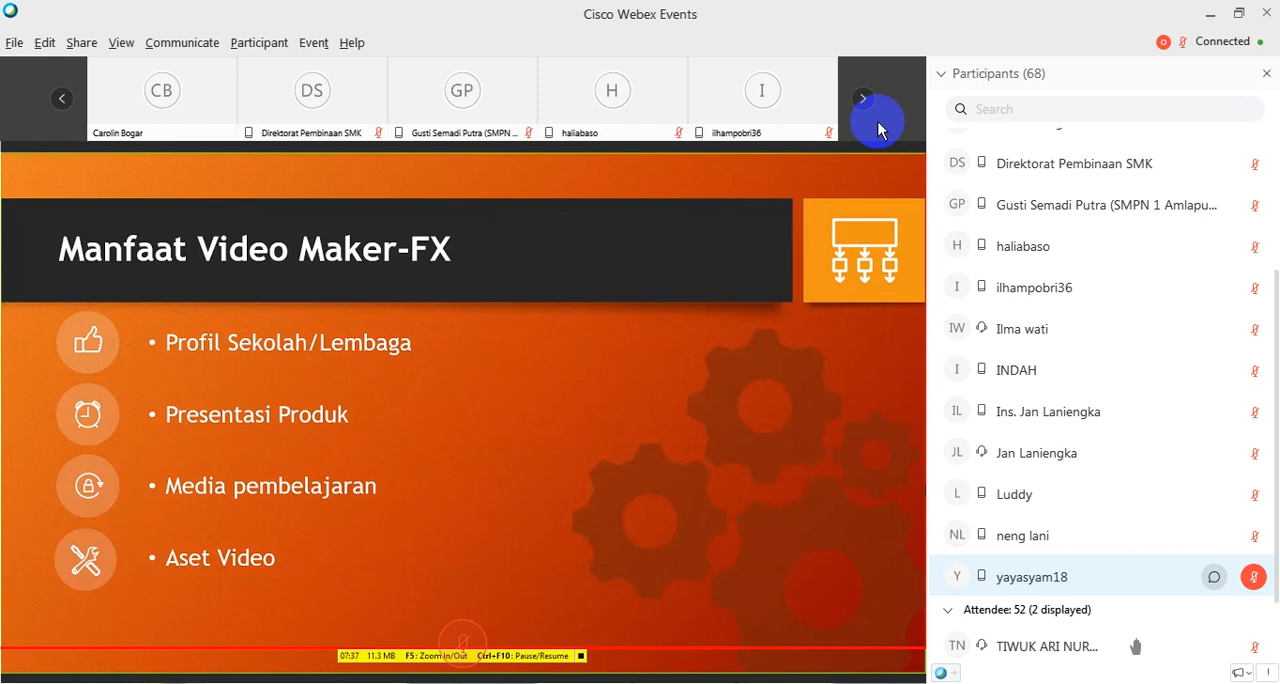 Cisco Webex Events
File Edit Share View Communicate Participant Event Help
Connected
CB DS GP H I
Carolin Bogar Direktorat Pembinaan SMK Gusti Semadi Putra (SMPN ... haliabaso ilhampobri36
Manfaat Video Maker-FX
• Profil Sekolah/Lembaga
• Presentasi Produk
• Media pembelajaran
• Aset Video
07:37 11.3 MB F5: Zoom In/Out Ctrl+F10: Pause/Resume
Participants (68)
Search
DS Direktorat Pembinaan SMK
GP Gusti Semadi Putra (SMPN 1 Amlapu...
H haliabaso
I ilhampobri36
IW Ilma wati
I INDAH
IL Ins. Jan Laniengka
JL Jan Laniengka
L Luddy
NL neng lani
Y yayasyam18
Attendee: 52 (2 displayed)
TN TIWUK ARI NUR...